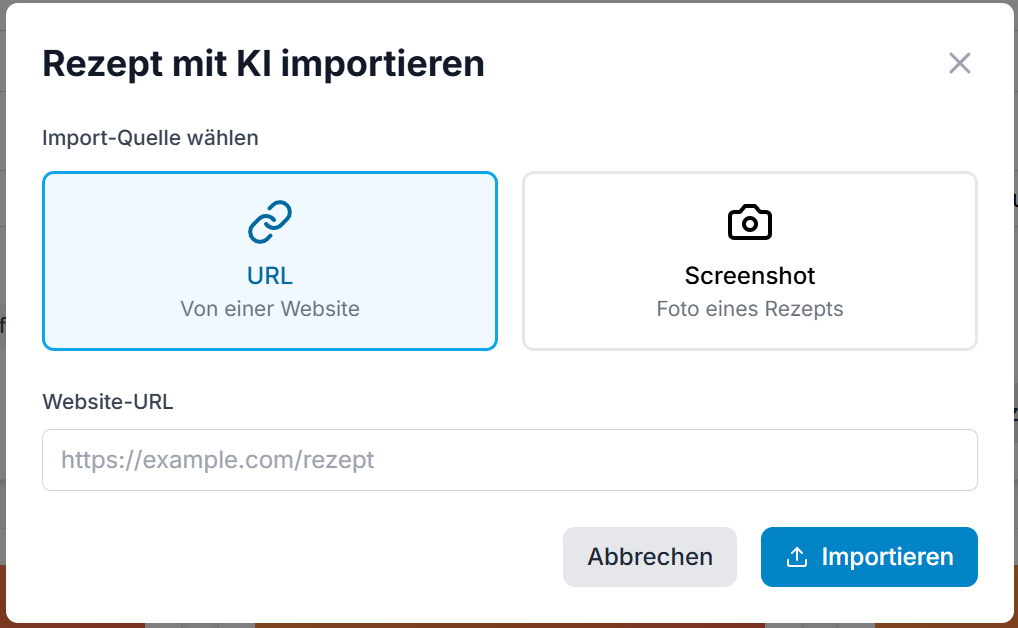 Rezept mit KI importieren
Import-Quelle wählen
URL
Von einer Website
Screenshot
Foto eines Rezepts
Website-URL
https://example.com/rezept
Abbrechen
Importieren